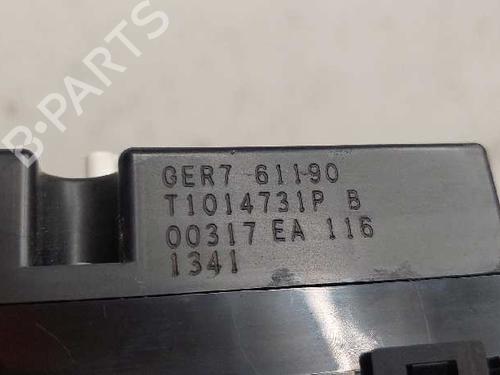 B-PARTS
GER7 61190
T1014731P B
00317 EA 116
1341